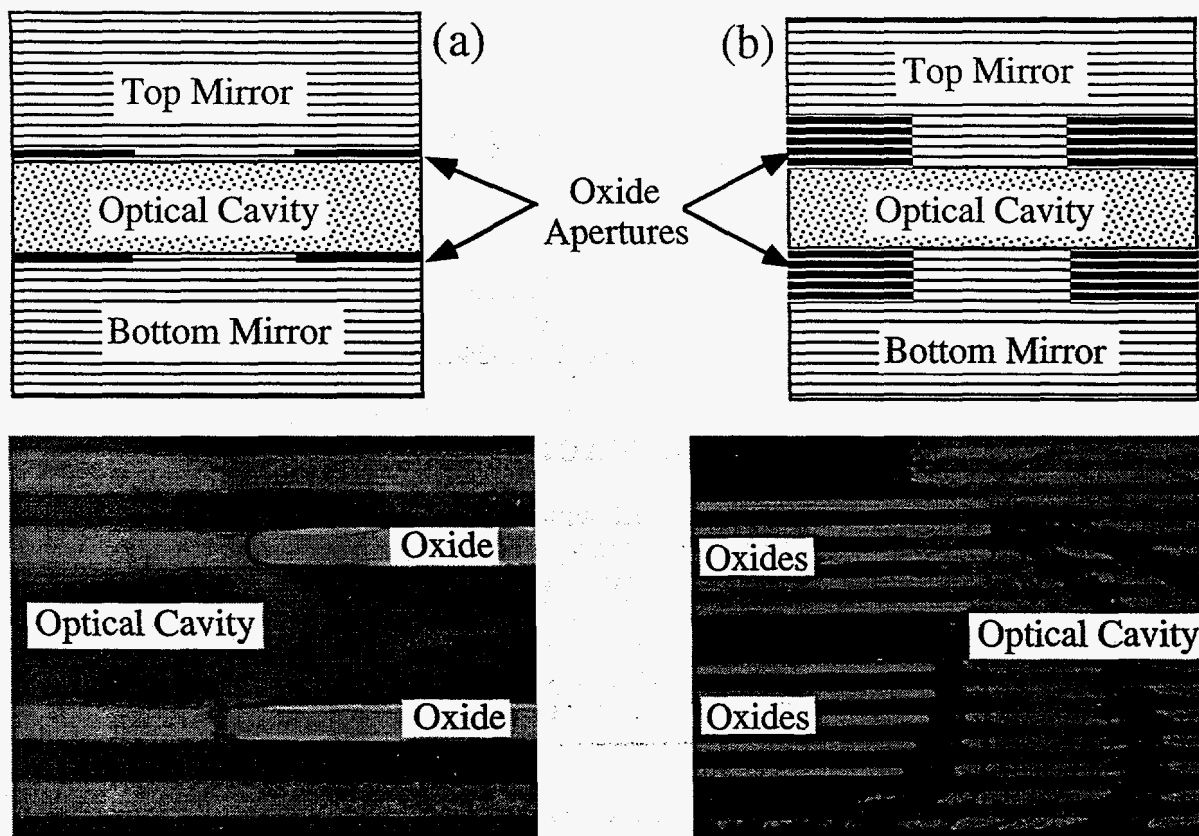 (a)
(b)
Top Mirror
Top Mirror
Optical Cavity
Oxide
Apertures
Optical Cavity
Bottom Mirror
Bottom Mirror
Oxide
Oxides
Optical Cavity
Optical Cavity
Oxide
Oxides